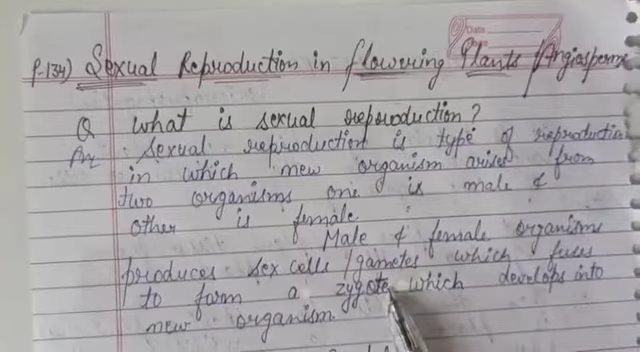 P-134) Sexual Reproduction in flowering Plants /Angiosperms
Q what is sexual reproduction?
An Sexual reproduction is type of reproduction
in which new organism arises from
two organisms one is male &
other is female.
Male & female organisms
produces sex cells /gametes which fuses
to form a zygote which develops into
new organism.